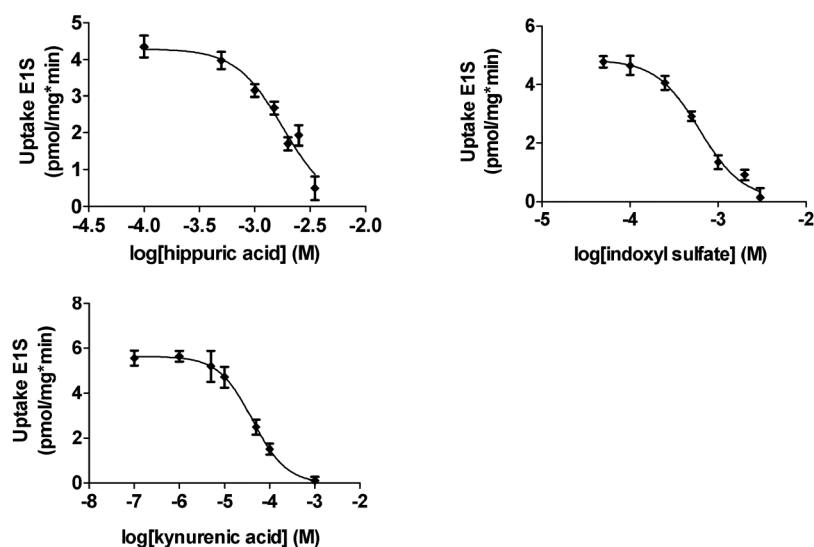 Uptake E1S
(pmol/mg*min)
5
4
3
2
1
0
-4.5 -4.0 -3.5 -3.0 -2.5 -2.0
log[hippuric acid] (M)
Uptake E1S
(pmol/mg*min)
6
4
2
0
-5 -4 -3 -2
log[indoxyl sulfate] (M)
Uptake E1S
(pmol/mg*min)
8
6
4
2
0
-8 -7 -6 -5 -4 -3 -2
log[kynurenic acid] (M)